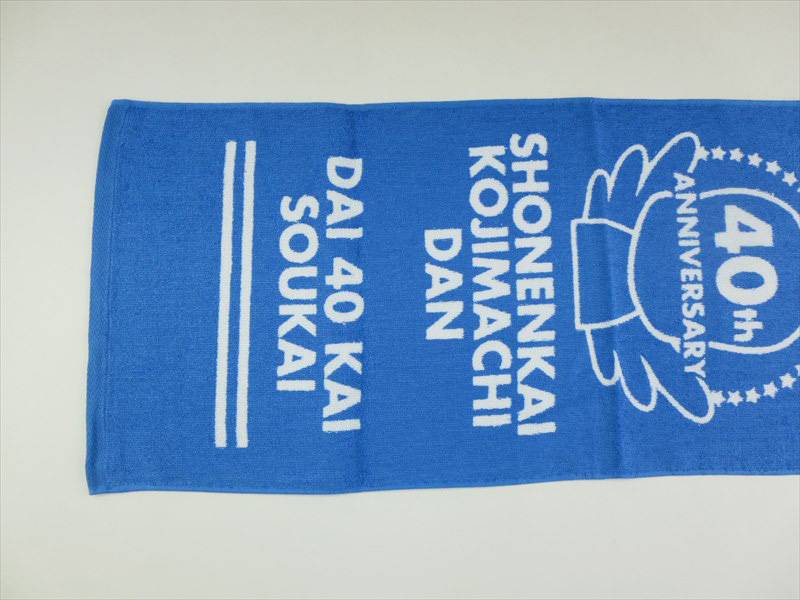 40th
ANNIVERSARY
SHONENKAI
KOJIMACHI
DAN
DAI 40 KAI
SOUKAI